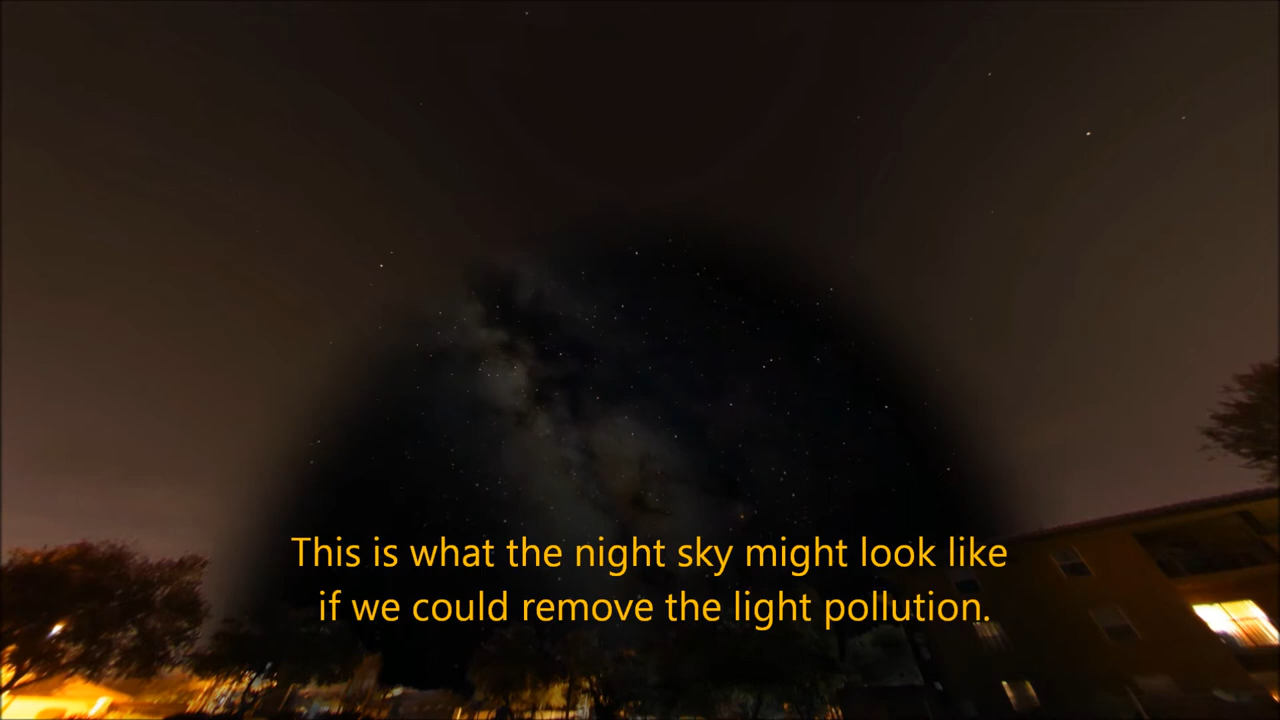 This is what the night sky might look like
if we could remove the light pollution.